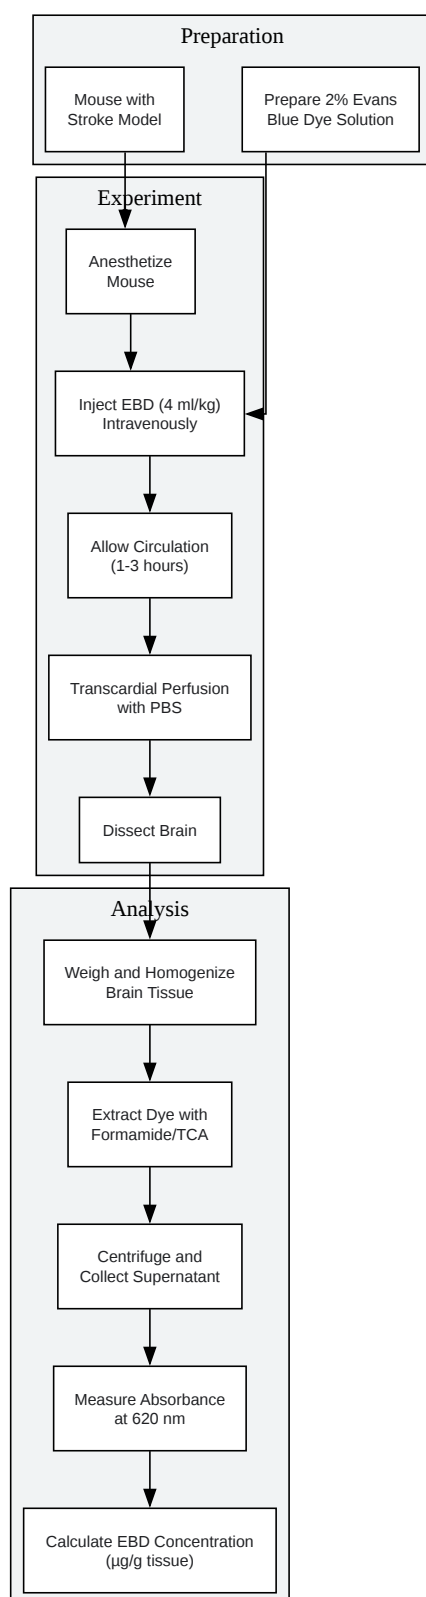 Preparation
Mouse with
Stroke Model
Prepare 2% Evans
Blue Dye Solution
Experiment
Anesthetize
Mouse
Inject EBD (4 ml/kg)
Intravenously
Allow Circulation
(1-3 hours)
Transcardial Perfusion
with PBS
Dissect Brain
Analysis
Weigh and Homogenize
Brain Tissue
Extract Dye with
Formamide/TCA
Centrifuge and
Collect Supernatant
Measure Absorbance
at 620 nm
Calculate EBD Concentration
(µg/g tissue)